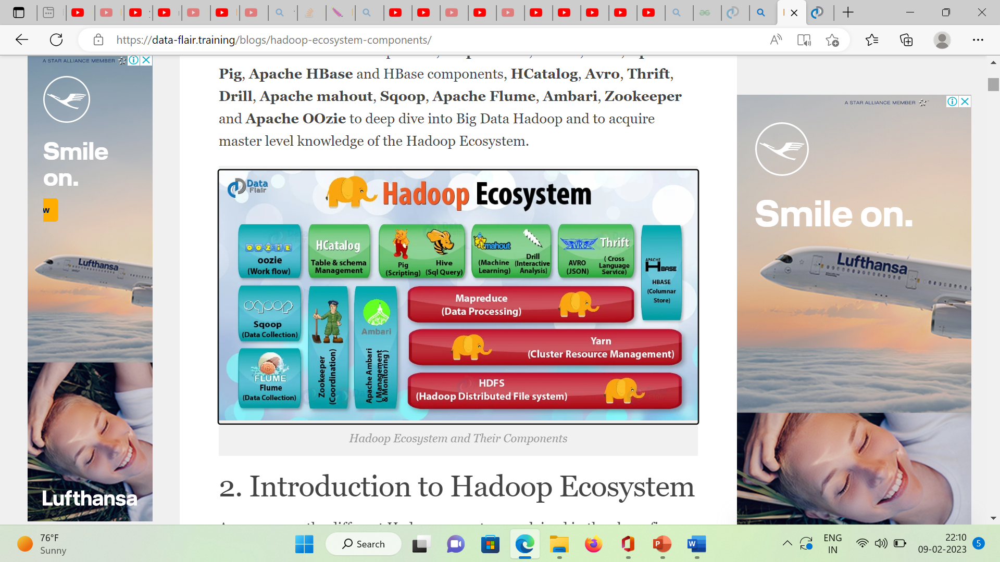 https://data-flair.training/blogs/hadoop-ecosystem-components/
A STAR ALLIANCE MEMBER
Smile
on.
w
Lufthansa
Lufthansa
Pig, Apache HBase and HBase components, HCatalog, Avro, Thrift,
Drill, Apache mahout, Sqoop, Apache Flume, Ambari, Zookeeper
and Apache OOzie to deep dive into Big Data Hadoop and to acquire
master level knowledge of the Hadoop Ecosystem.
Data
Flair
Hadoop Ecosystem
OOZIE
oozie
(Work flow)
HCatalog
Table & schema
Management
Pig
(Scripting)
Hive
(Sql Query)
mahout
(Machine
Learning)
Drill
(Interactive
Analysis)
AVRO
AVRO
(JSON)
Thrift
( Cross
Language
Service)
APACHE
HBASE
HBASE
(Columnar
Store)
sqoop
Sqoop
(Data Collection)
FLUME
Flume
(Data Collection)
Zookeeper
(Coordination)
Ambari
Apache Ambari
( Management
& Monitoring )
Mapreduce
(Data Processing)
Yarn
(Cluster Resource Management)
HDFS
(Hadoop Distributed File system)
Hadoop Ecosystem and Their Components
2. Introduction to Hadoop Ecosystem
A STAR ALLIANCE MEMBER
Smile on.
Lufthansa
76°F
Sunny
Search
ENG
IN
22:10
09-02-2023
5